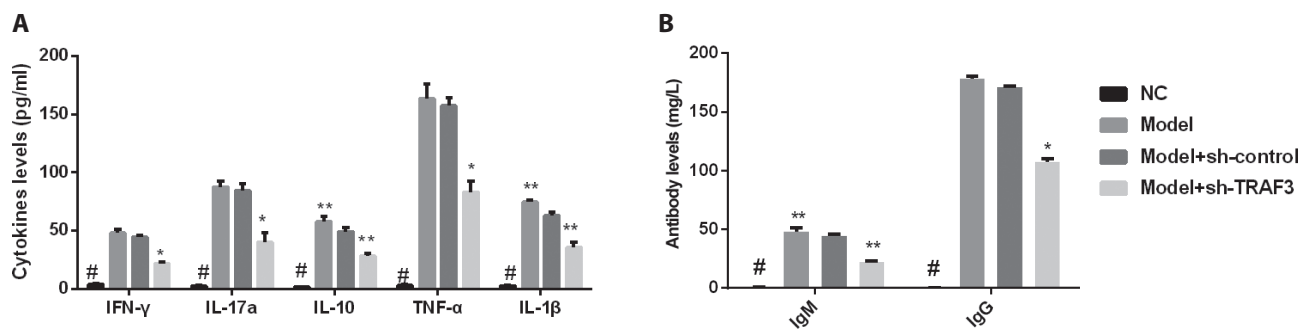 A
Cytokines levels (pg/ml)
200
150
100
50
0
# * # * # ** ** # * # ** **
IFN-γ IL-17a IL-10 TNF-α IL-1β
B
Antibody levels (mg/L)
200
150
100
50
0
# ** ** # *
IgM IgG
NC
Model
Model+sh-control
Model+sh-TRAF3